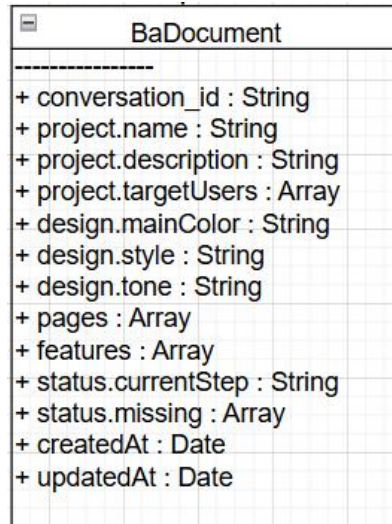 BaDocument
----------------
+ conversation_id : String
+ project.name : String
+ project.description : String
+ project.targetUsers : Array
+ design.mainColor : String
+ design.style : String
+ design.tone : String
+ pages : Array
+ features : Array
+ status.currentStep : String
+ status.missing : Array
+ createdAt : Date
+ updatedAt : Date